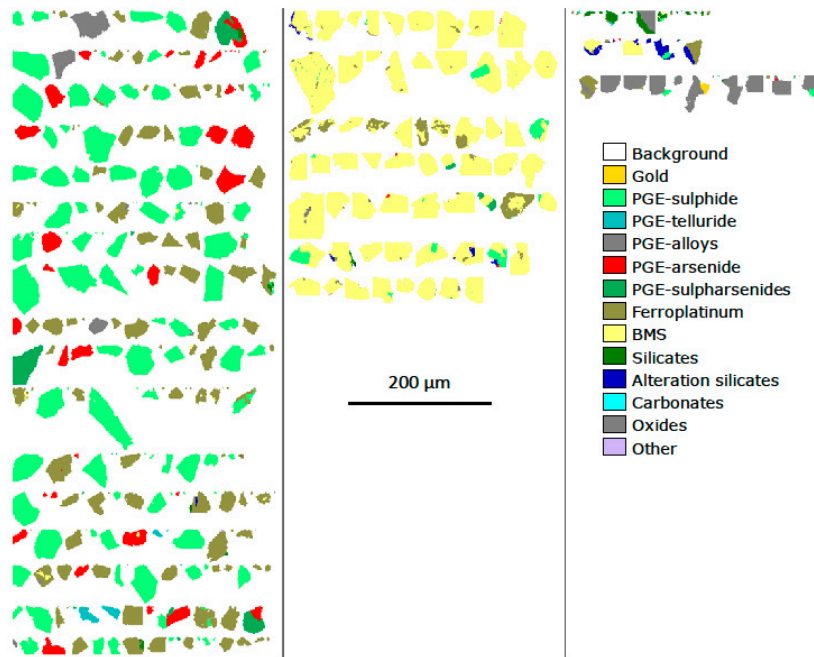 200 µm
Background
Gold
PGE-sulphide
PGE-telluride
PGE-alloys
PGE-arsenide
PGE-sulpharsenides
Ferroplatinum
BMS
Silicates
Alteration silicates
Carbonates
Oxides
Other